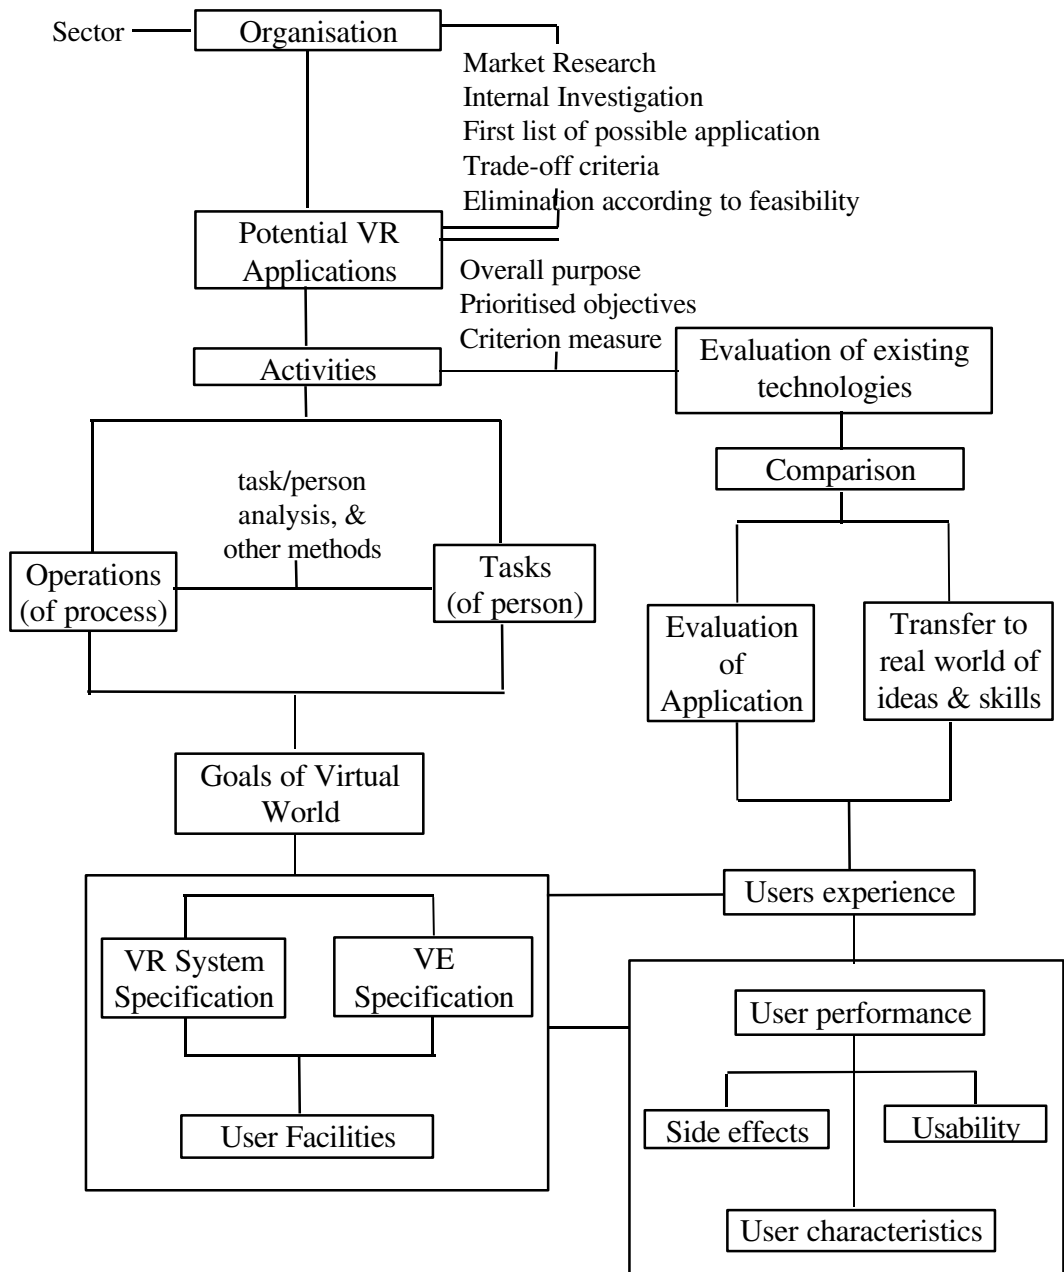 Sector
Organisation
Market Research
Internal Investigation
First list of possible application
Trade-off criteria
Elimination according to feasibility
Potential VR
Applications
Overall purpose
Prioritised objectives
Criterion measure
Evaluation of existing
technologies
Activities
Comparison
task/person
analysis, &
other methods
Operations
(of process)
Tasks
(of person)
Evaluation
of
Application
Transfer to
real world of
ideas & skills
Goals of Virtual
World
Users experience
VR System
Specification
VE
Specification
User Facilities
User performance
Side effects
Usability
User characteristics